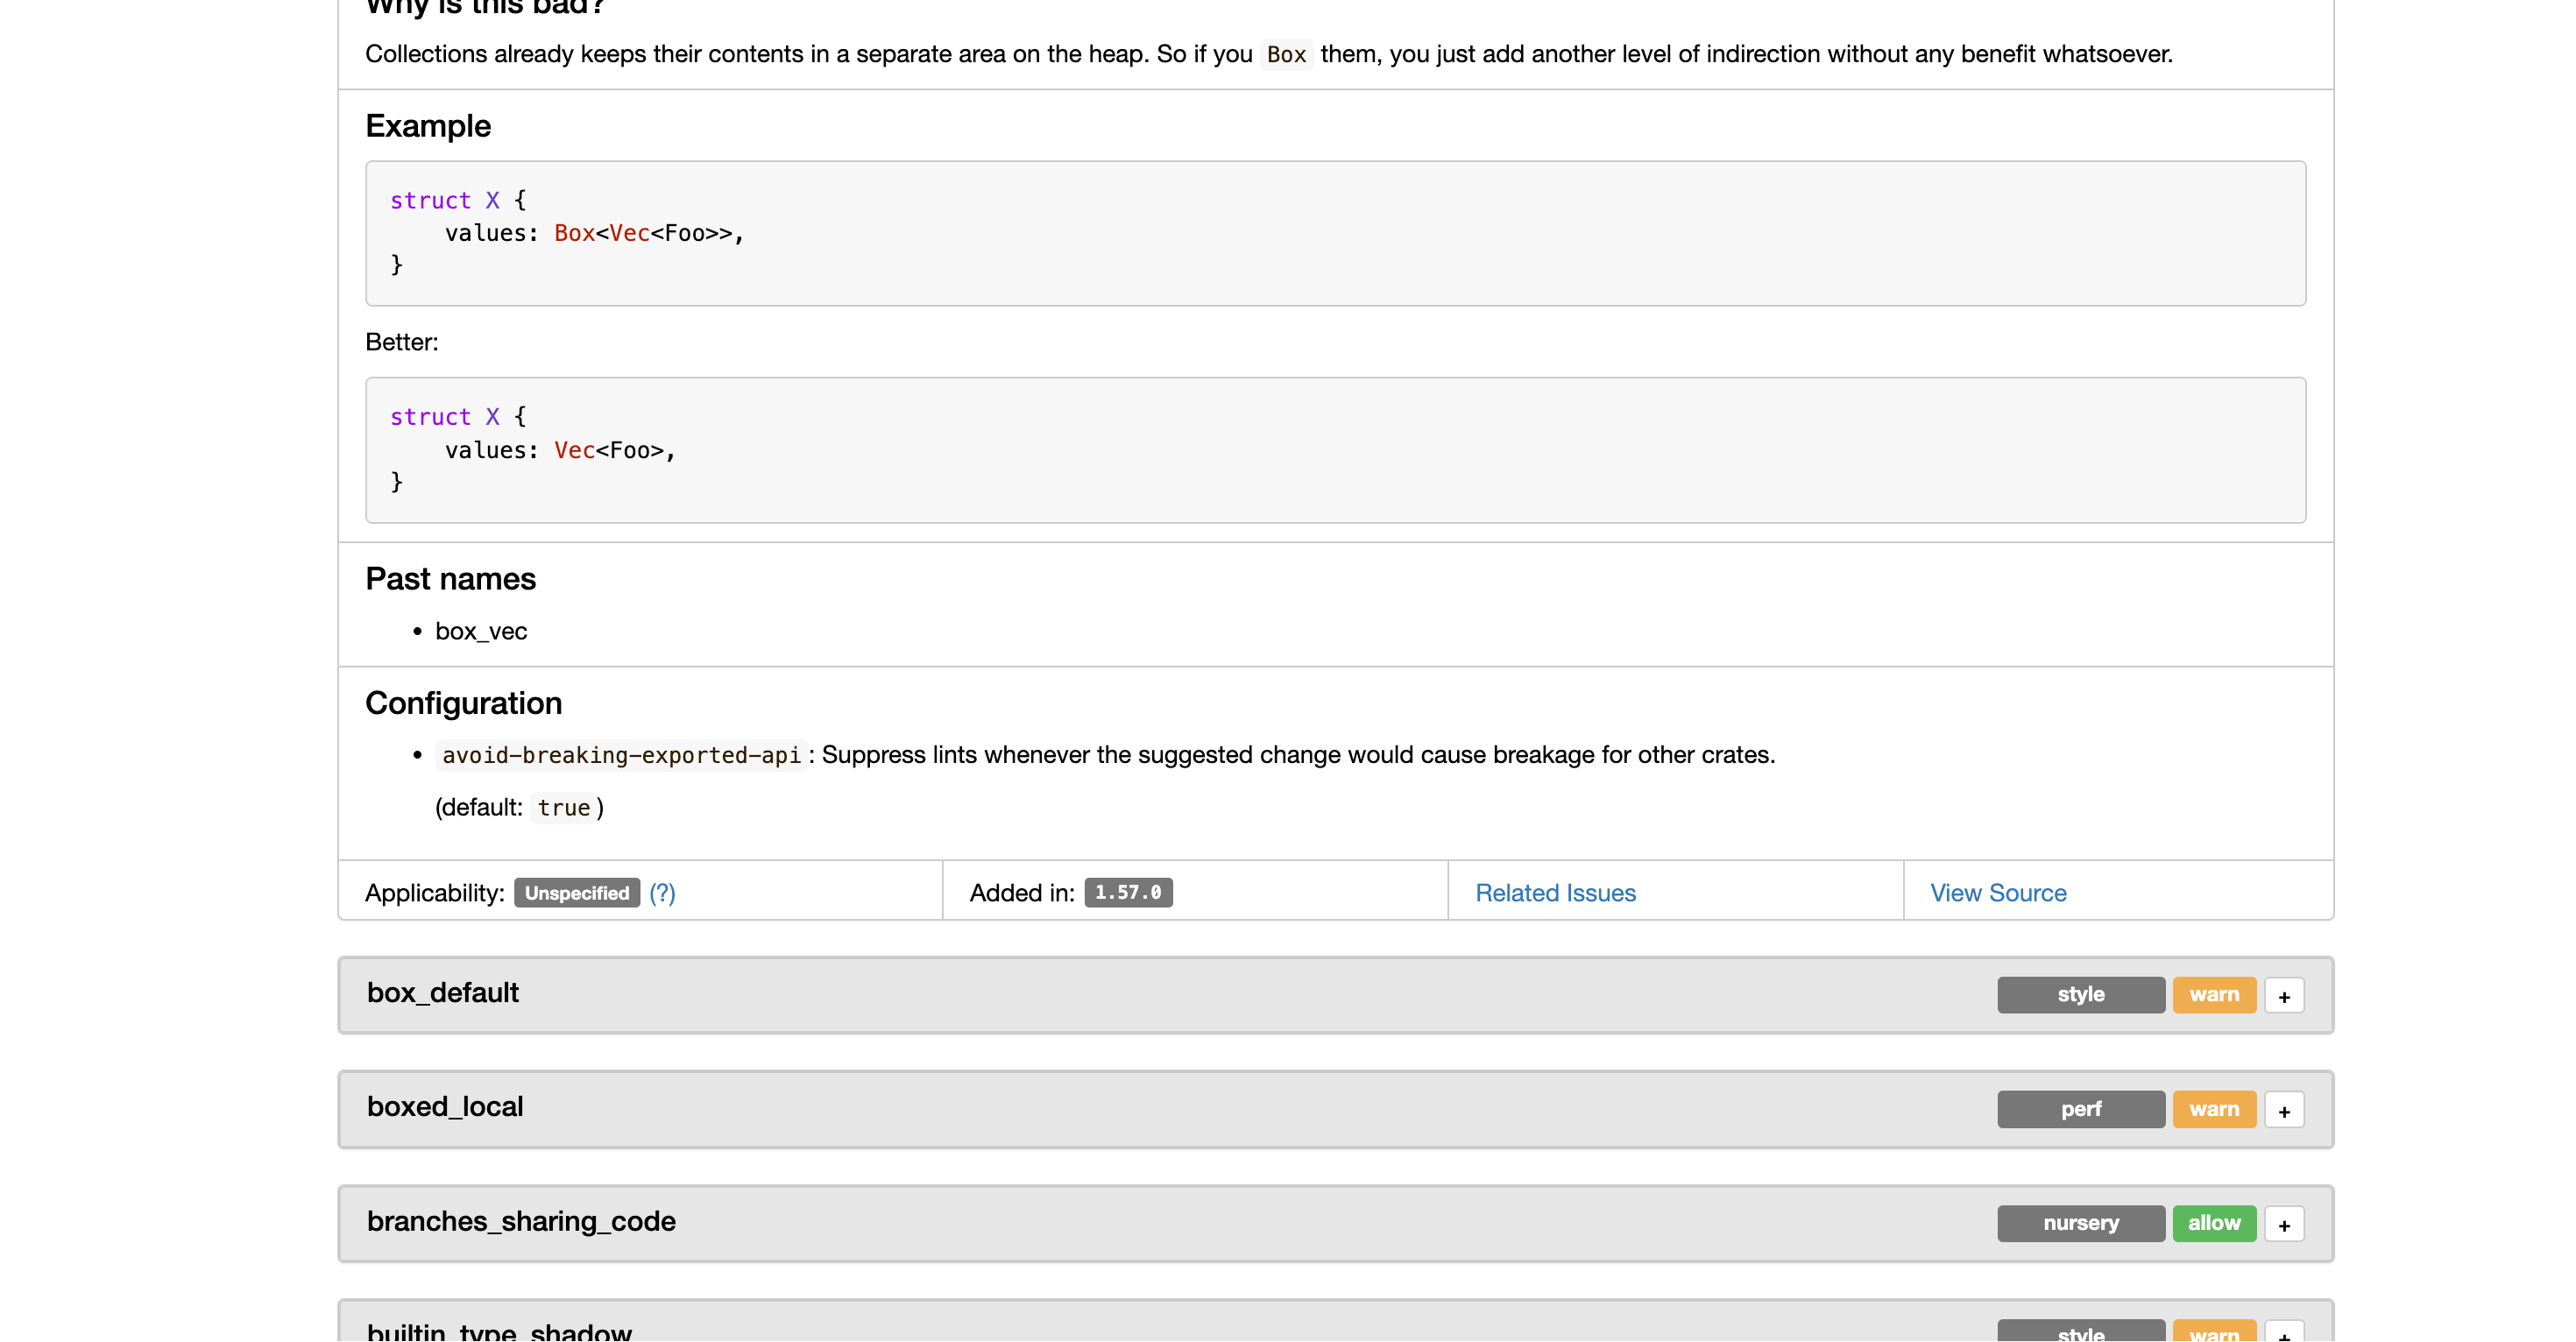 Why is this bad?
Collections already keeps their contents in a separate area on the heap. So if you Box them, you just add another level of indirection without any benefit whatsoever.
Example
struct X {
    values: Box<Vec<Foo>>,
}
Better:
struct X {
    values: Vec<Foo>,
}
Past names
• box_vec
Configuration
• avoid-breaking-exported-api: Suppress lints whenever the suggested change would cause breakage for other crates.
(default: true)
Applicability: Unspecified (?) Added in: 1.57.0 Related Issues View Source
box_default style warn +
boxed_local perf warn +
branches_sharing_code nursery allow +
builtin_type_shadow style warn +